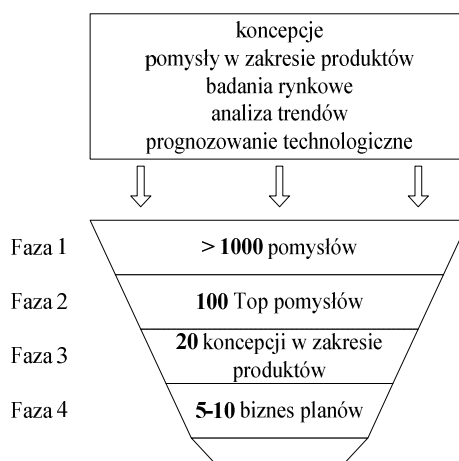 koncepcje
pomysły w zakresie produktów
badania rynkowe
analiza trendów
prognozowanie technologiczne
Faza 1
> 1000 pomysłów
Faza 2
100 Top pomysłów
Faza 3
20 koncepcji w zakresie
produktów
Faza 4
5-10 biznes planów